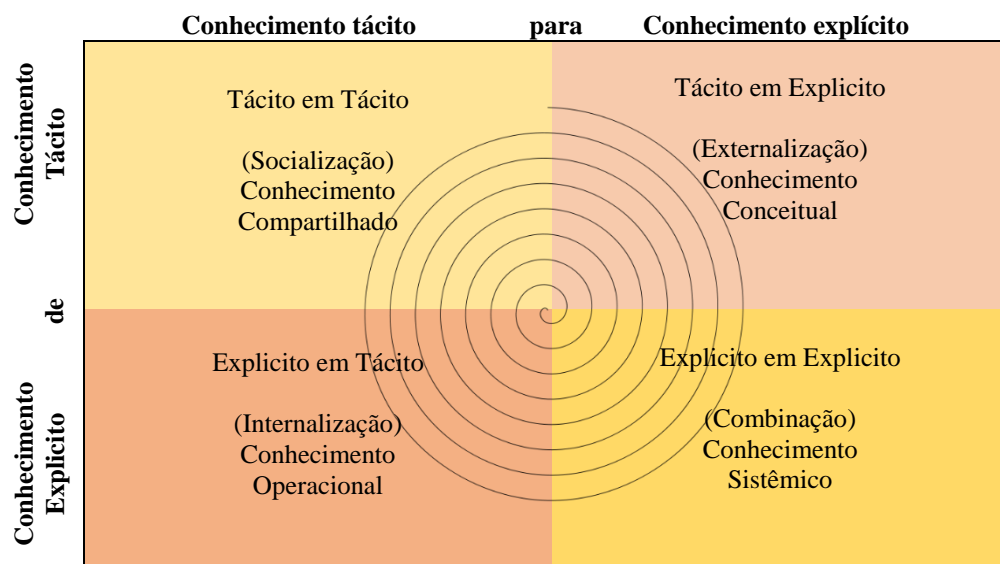 Conhecimento tácito para Conhecimento explícito
Conhecimento
Tácito
de
Conhecimento
Explicito
Tácito em Tácito
(Socialização)
Conhecimento
Compartilhado
Tácito em Explicito
(Externalização)
Conhecimento
Conceitual
Explicito em Tácito
(Internalização)
Conhecimento
Operacional
Explicito em Explicito
(Combinação)
Conhecimento
Sistêmico